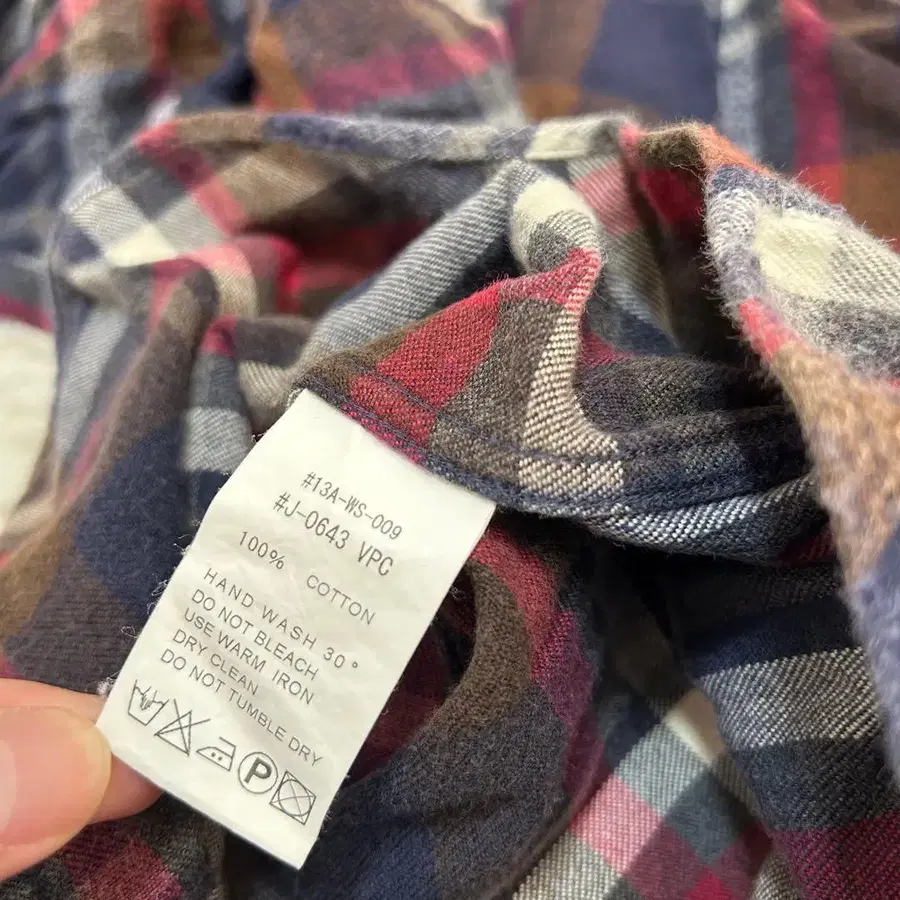 #13A-WS-009
#J-0643 VPC
100% COTTON
HAND WASH 30°
DO NOT BLEACH
USE WARM IRON
DRY CLEAN
DO NOT TUMBLE DRY
P